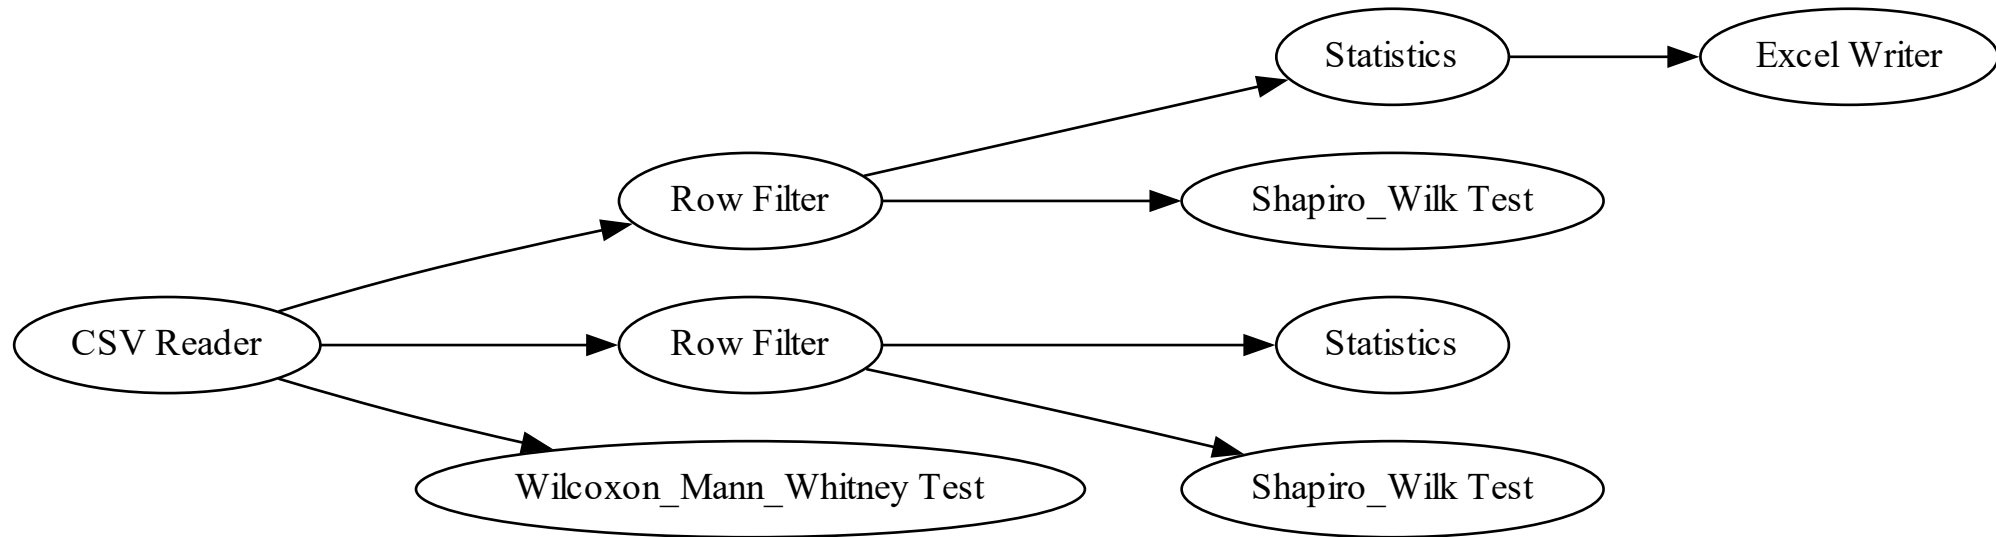 Statistics
Excel Writer
Row Filter
Shapiro_Wilk Test
CSV Reader
Row Filter
Statistics
Wilcoxon_Mann_Whitney Test
Shapiro_Wilk Test